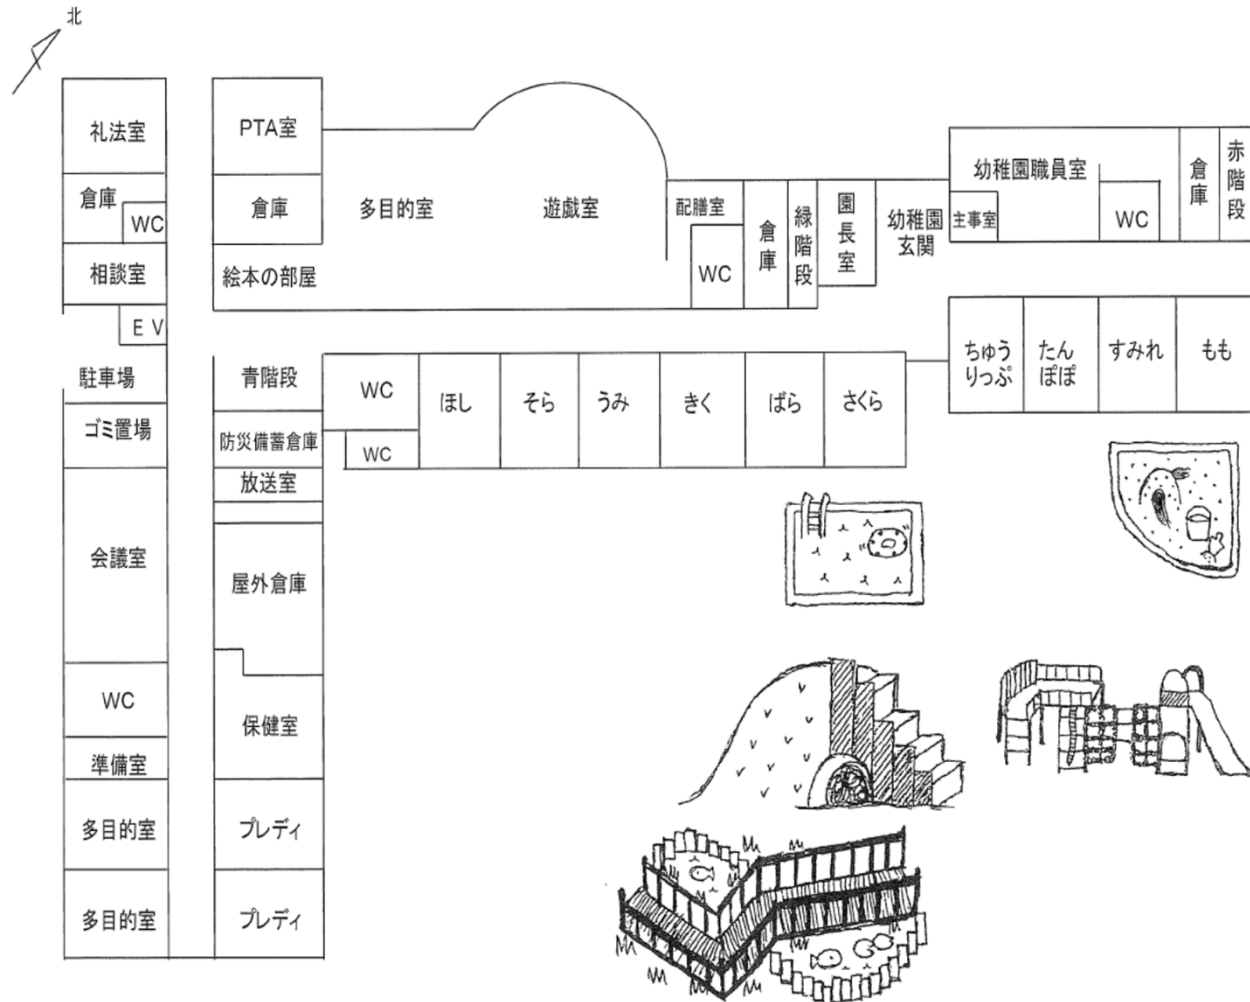 北
礼法室
倉庫
WC
相談室
EV
駐車場
ゴミ置場
会議室
WC
準備室
多目的室
多目的室
PTA室
倉庫
絵本の部屋
多目的室
遊戯室
配膳室
WC
倉庫
緑階段
園長室
幼稚園
玄関
幼稚園職員室
主事室
WC
倉庫
赤階段
青階段
防災備蓄倉庫
放送室
屋外倉庫
保健室
プレディ
プレディ
WC
WC
ほし
そら
うみ
きく
ばら
さくら
ちゅう
りっぷ
たん
ぽぽ
すみれ
もも